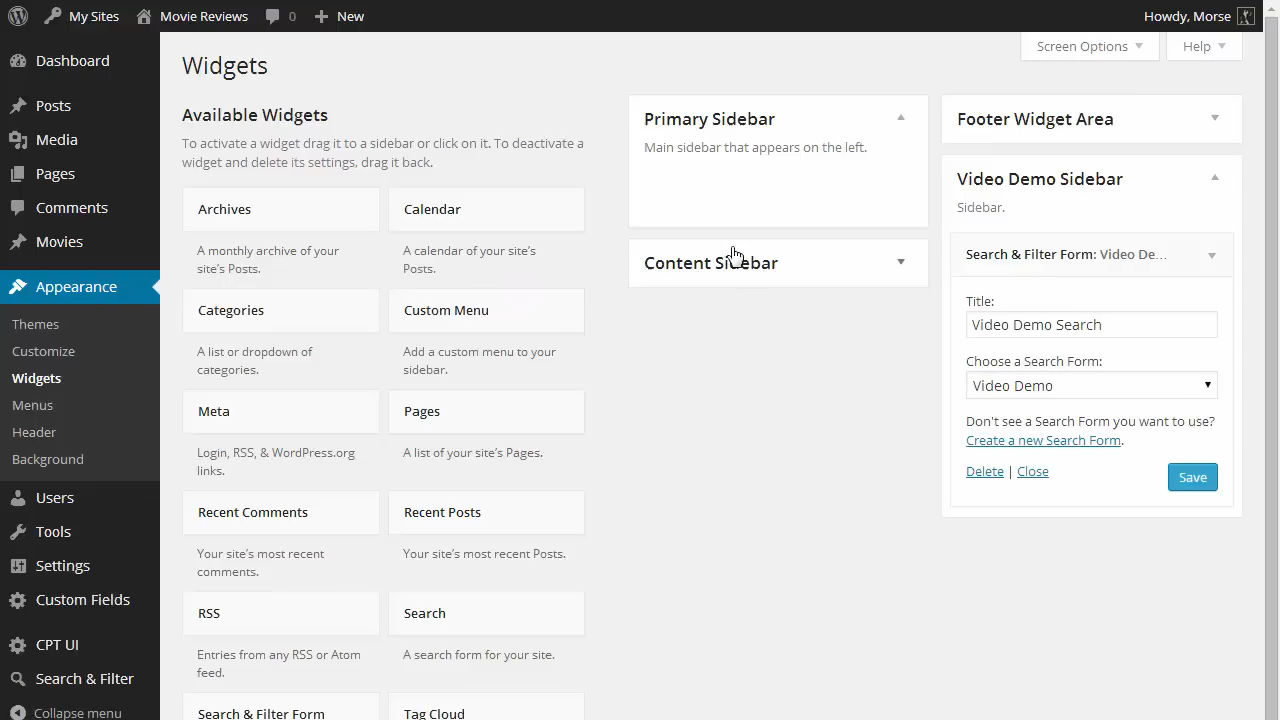 My Sites
Movie Reviews
0
New
Howdy, Morse
Dashboard
Posts
Media
Pages
Comments
Movies
Appearance
Themes
Customize
Widgets
Menus
Header
Background
Users
Tools
Settings
Custom Fields
CPT UI
Search & Filter
Collapse menu
Screen Options
Help
Widgets
Available Widgets
To activate a widget drag it to a sidebar or click on it. To deactivate a
widget and delete its settings, drag it back.
Archives
A monthly archive of your
site's Posts.
Calendar
A calendar of your site's
Posts.
Categories
A list or dropdown of
categories.
Custom Menu
Add a custom menu to your
sidebar.
Meta
Login, RSS, & WordPress.org
links.
Pages
A list of your site's Pages.
Recent Comments
Your site's most recent
comments.
Recent Posts
Your site's most recent Posts.
RSS
Entries from any RSS or Atom
feed.
Search
A search form for your site.
Search & Filter Form
Tag Cloud
Primary Sidebar
Main sidebar that appears on the left.
Content Sidebar
Footer Widget Area
Video Demo Sidebar
Sidebar.
Search & Filter Form: Video De...
Title:
Video Demo Search
Choose a Search Form:
Video Demo
Don't see a Search Form you want to use?
Create a new Search Form.
Delete | Close
Save